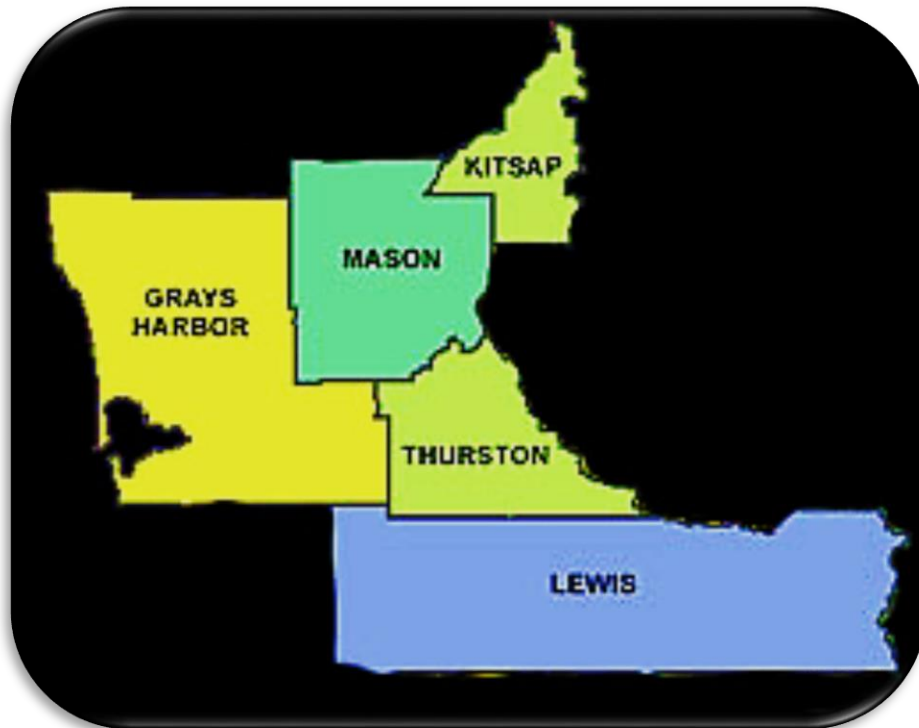 KITSAP
MASON
GRAYS
HARBOR
THURSTON
LEWIS